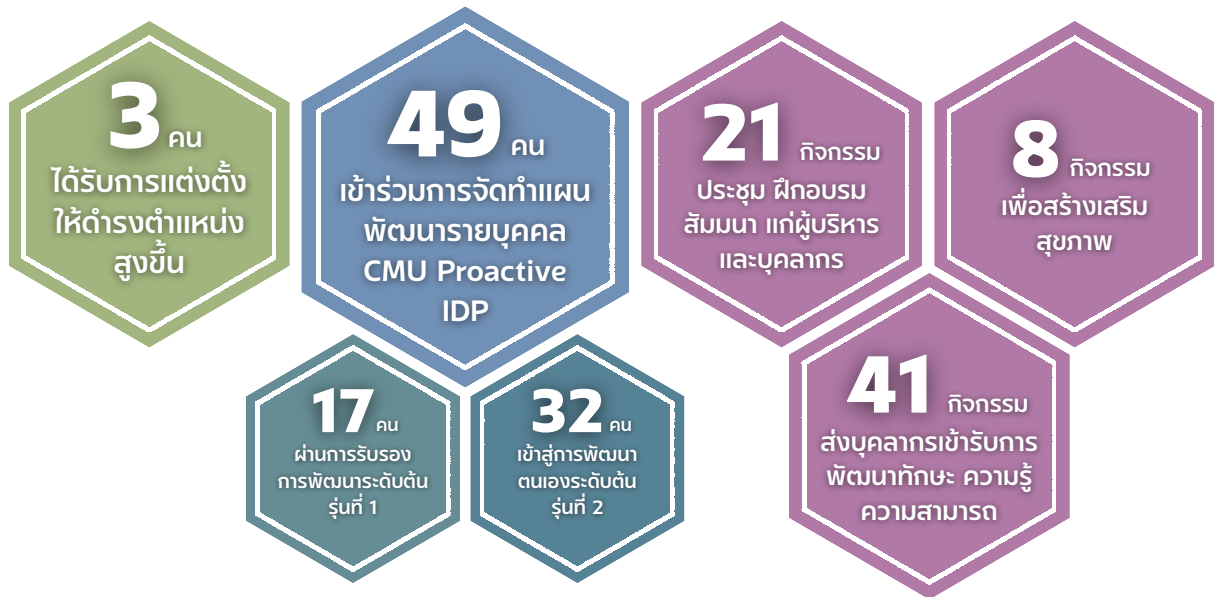 3 คน
ได้รับการแต่งตั้ง
ให้ดำรงตำแหน่ง
สูงขึ้น
49 คน
เข้าร่วมการจัดทำแผน
พัฒนารายบุคคล
CMU Proactive
IDP
21 กิจกรรม
ประชุม ฝึกอบรม
สัมมนา แก่ผู้บริหาร
และบุคลากร
8 กิจกรรม
เพื่อสร้างเสริม
สุขภาพ
17 คน
ผ่านการรับรอง
การพัฒนาระดับต้น
รุ่นที่ 1
32 คน
เข้าสู่การพัฒนา
ตนเองระดับต้น
รุ่นที่ 2
41 กิจกรรม
ส่งบุคลากรเข้ารับการ
พัฒนาทักษะ ความรู้
ความสามารถ